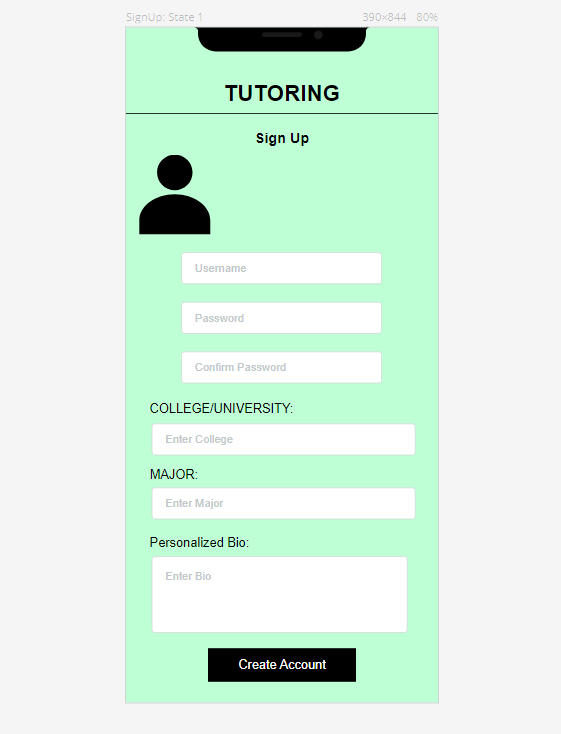 SignUp: State 1 390×844 80%
TUTORING
Sign Up
Username
Password
Confirm Password
COLLEGE/UNIVERSITY:
Enter College
MAJOR:
Enter Major
Personalized Bio:
Enter Bio
Create Account